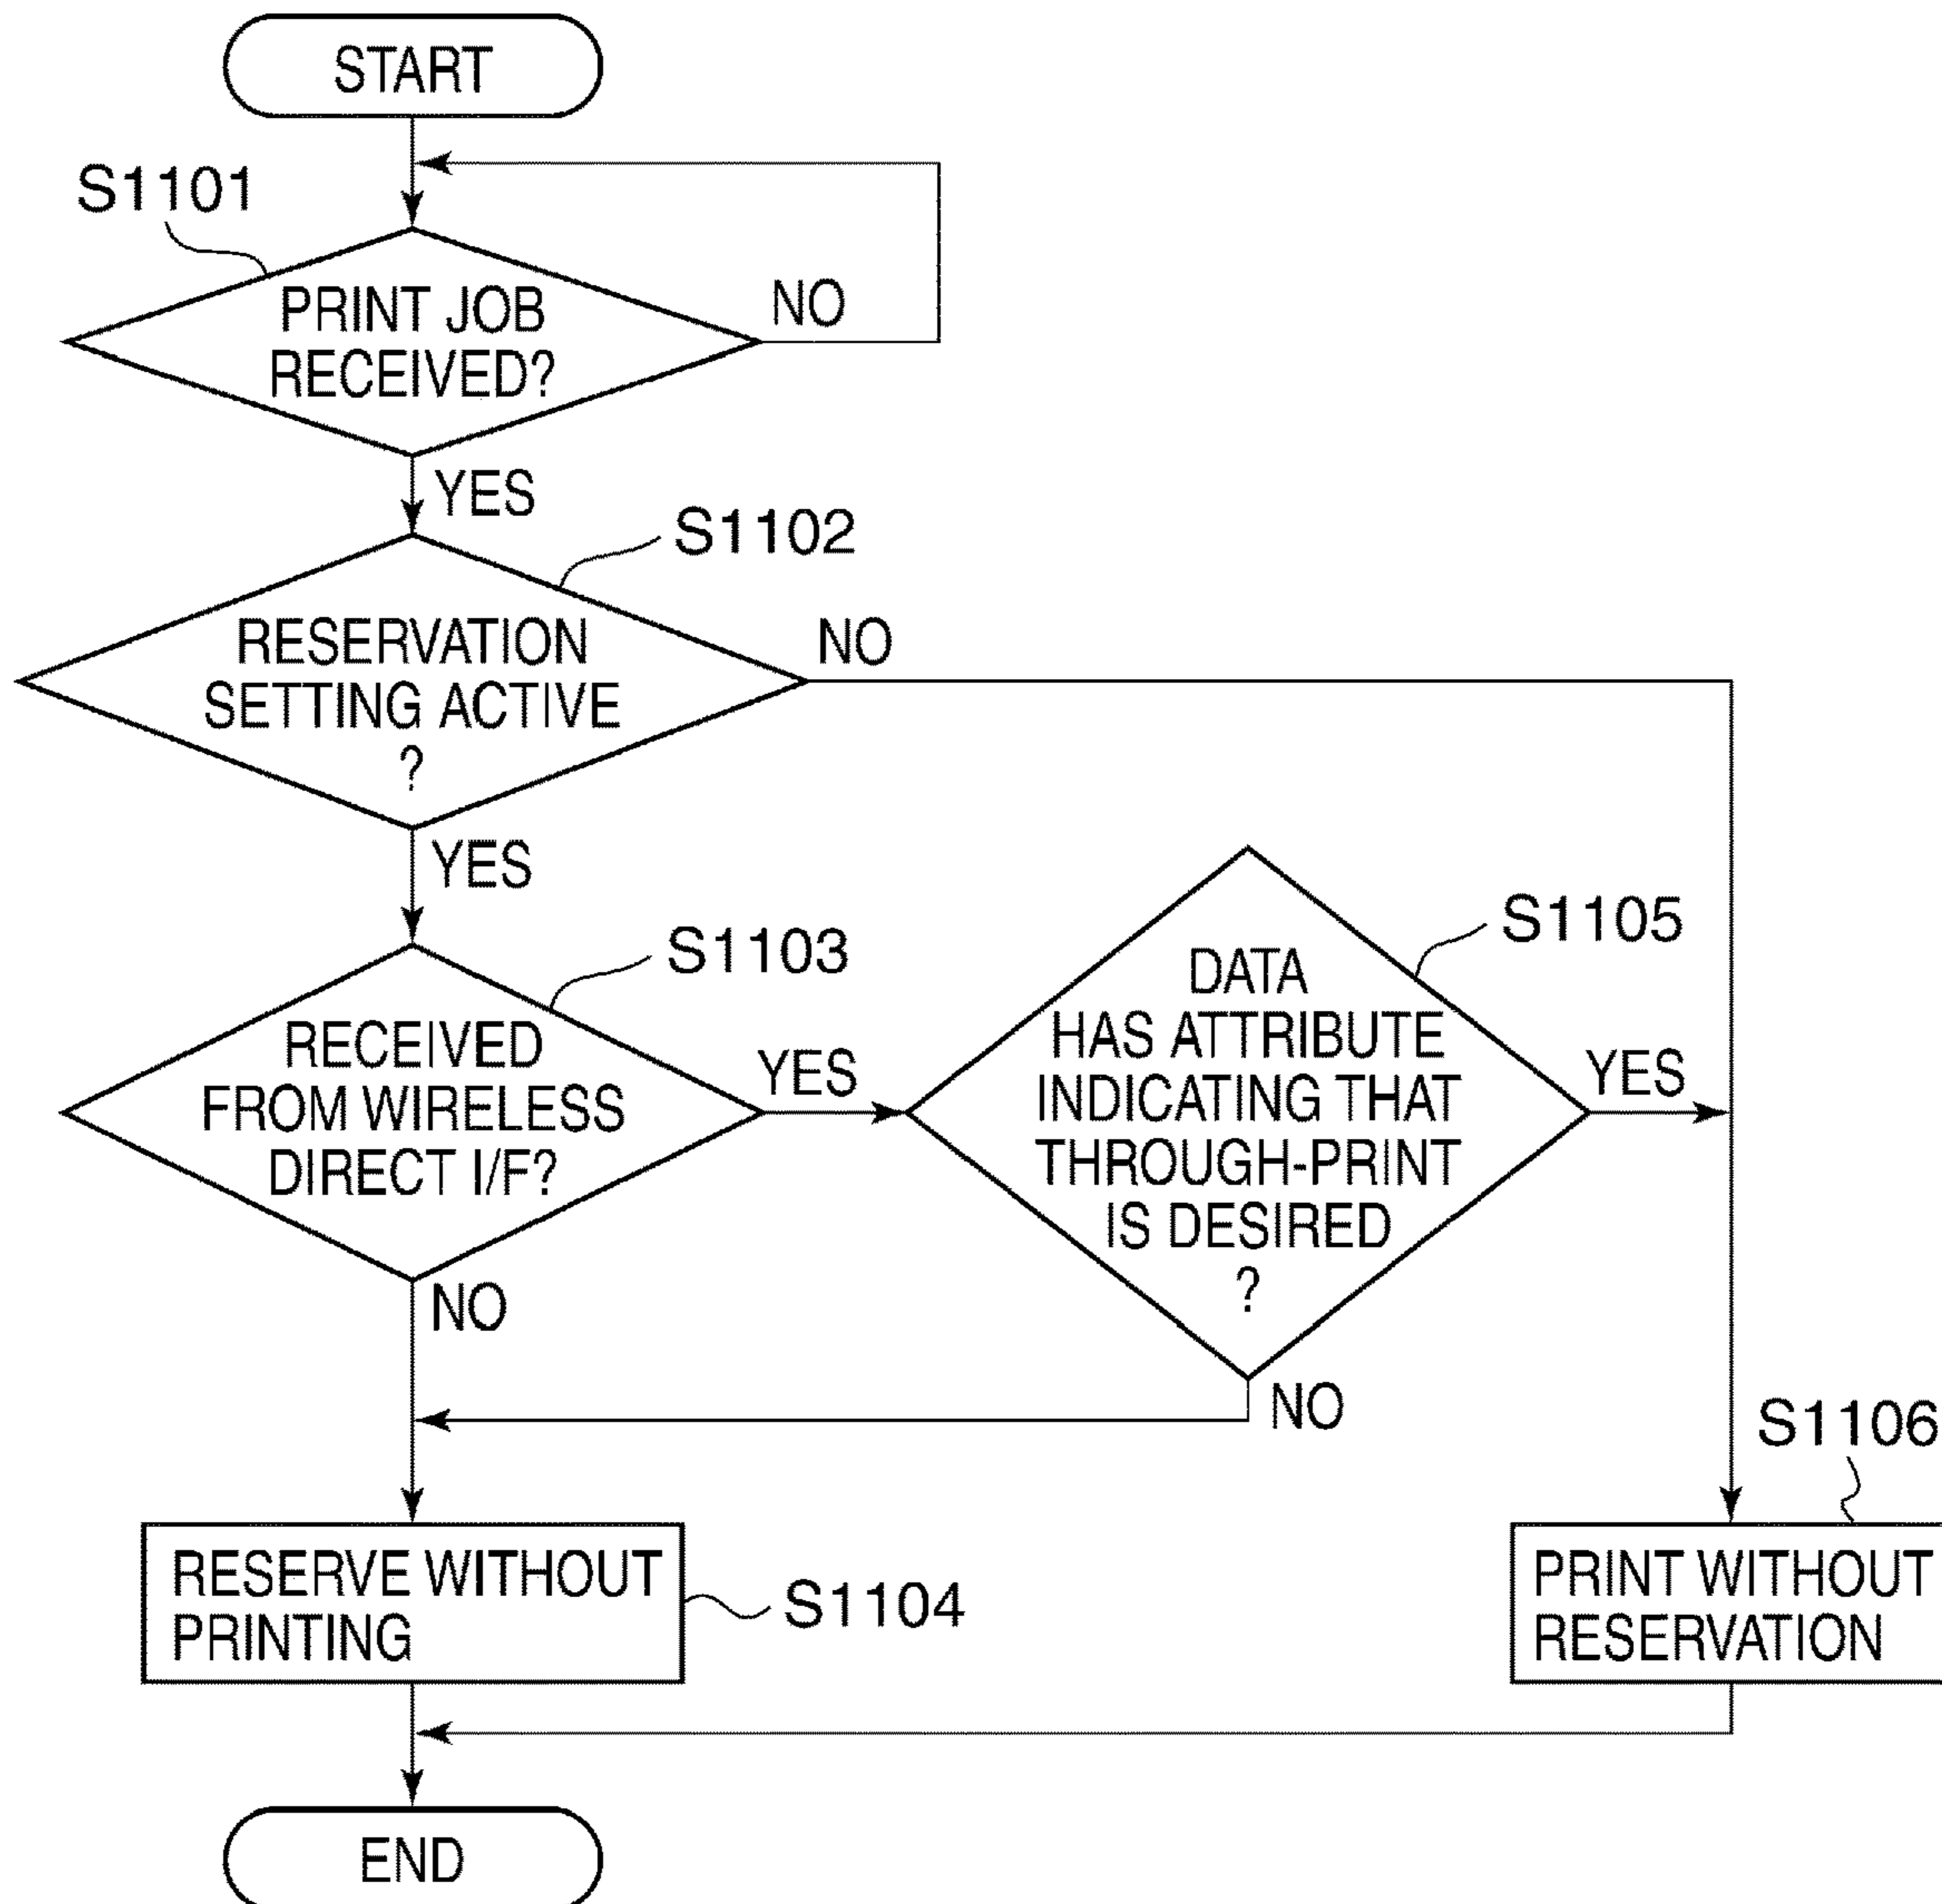 START
S1101
PRINT JOB
RECEIVED?
NO
YES
S1102
RESERVATION
SETTING ACTIVE
?
NO
YES
S1103
RECEIVED
FROM WIRELESS
DIRECT I/F?
YES
NO
S1105
DATA
HAS ATTRIBUTE
INDICATING THAT
THROUGH-PRINT
IS DESIRED
?
YES
NO
S1106
RESERVE WITHOUT
PRINTING
S1104
PRINT WITHOUT
RESERVATION
END